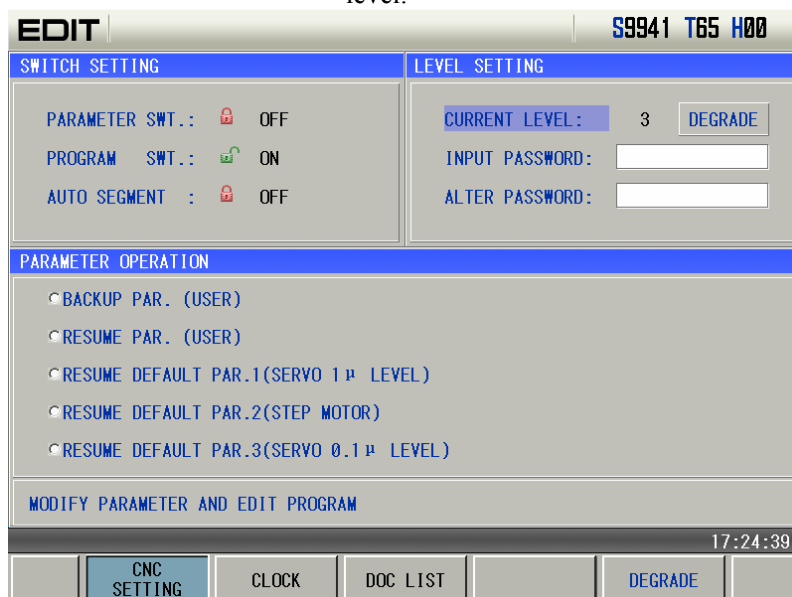 level.
EDIT S9941 T65 H00
SWITCH SETTING
PARAMETER SWT.: OFF
PROGRAM SWT.: ON
AUTO SEGMENT : OFF
LEVEL SETTING
CURRENT LEVEL: 3 DEGRADE
INPUT PASSWORD:
ALTER PASSWORD:
PARAMETER OPERATION
BACKUP PAR. (USER)
RESUME PAR. (USER)
RESUME DEFAULT PAR.1(SERVO 1μ LEVEL)
RESUME DEFAULT PAR.2(STEP MOTOR)
RESUME DEFAULT PAR.3(SERVO 0.1μ LEVEL)
MODIFY PARAMETER AND EDIT PROGRAM
17:24:39
CNC SETTING CLOCK DOC LIST DEGRADE